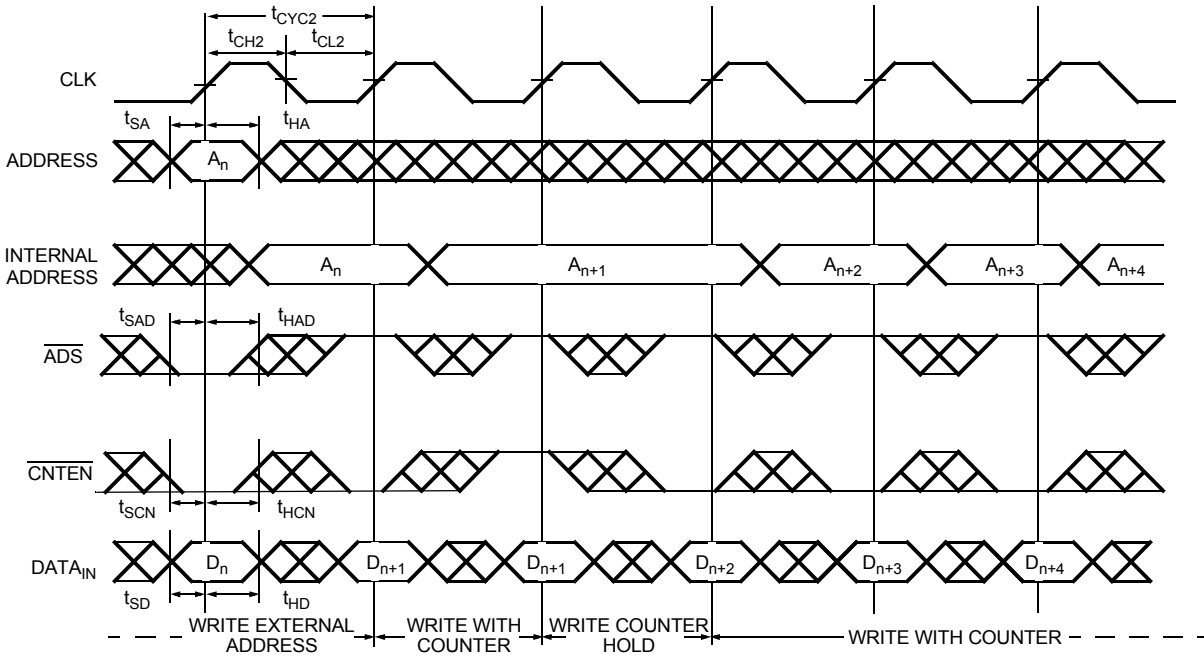 tCYC2
tCH2 tCL2
CLK
tSA tHA
ADDRESS An
INTERNAL
ADDRESS
An An+1 An+2 An+3 An+4
tSAD tHAD
ADS
CNTEN
tSCN tHCN
DATAIN Dn Dn+1 Dn+1 Dn+2 Dn+3 Dn+4
tSD tHD
WRITE EXTERNAL
ADDRESS
WRITE WITH
COUNTER
WRITE COUNTER
HOLD
WRITE WITH COUNTER